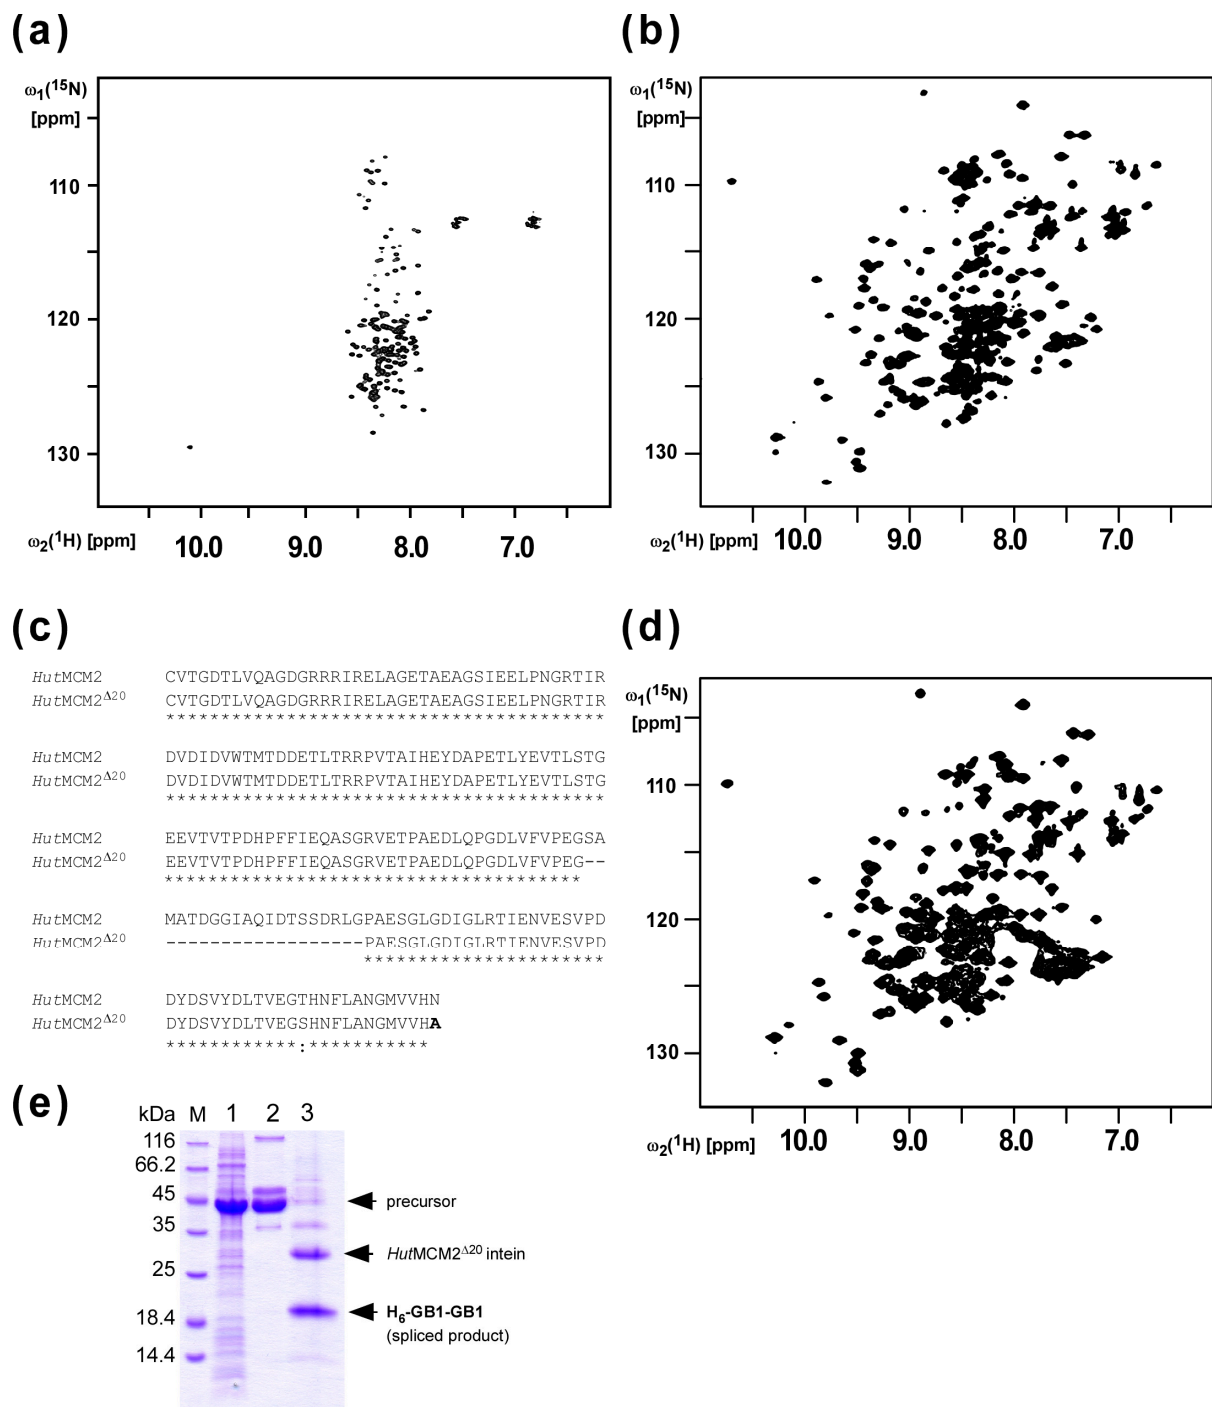 (a)
ω1(15N)
[ppm]
110
120
130
ω2(1H) [ppm]
10.0 9.0 8.0 7.0
(b)
ω1(15N)
[ppm]
110
120
130
ω2(1H) [ppm]
10.0 9.0 8.0 7.0
(c)
HutMCM2 CVTGDTLVQAGDGRRRIRELAGETAEAGSIEELPNGRTIR
HutMCM2Δ20 CVTGDTLVQAGDGRRRIRELAGETAEAGSIEELPNGRTIR
****************************************
HutMCM2 DVDIDVWTMTDDETLTRRPVTAIHEYDAPETLYEVTLSTG
HutMCM2Δ20 DVDIDVWTMTDDETLTRRPVTAIHEYDAPETLYEVTLSTG
****************************************
HutMCM2 EEVTVTPDHPFFIEQASGRVETPAEDLQPGDLVFVPEGSA
HutMCM2Δ20 EEVTVTPDHPFFIEQASGRVETPAEDLQPGDLVFVPEG--
**************************************
HutMCM2 MATDGGIAQIDTSSDRLGPAESGLGDIGLRTIENVESVPD
HutMCM2Δ20 ------------------PAESGLGDIGLRTIENVESVPD
**********************
HutMCM2 DYDSVYDLTVEGTHNFLANGMVVHN
HutMCM2Δ20 DYDSVYDLTVEGSHNFLANGMVVHA
************:***********
(d)
ω1(15N)
[ppm]
110
120
130
ω2(1H) [ppm]
10.0 9.0 8.0 7.0
(e)
kDa M 1 2 3
116
66.2
45
35
25
18.4
14.4
precursor
HutMCM2Δ20 intein
H6-GB1-GB1
(spliced product)